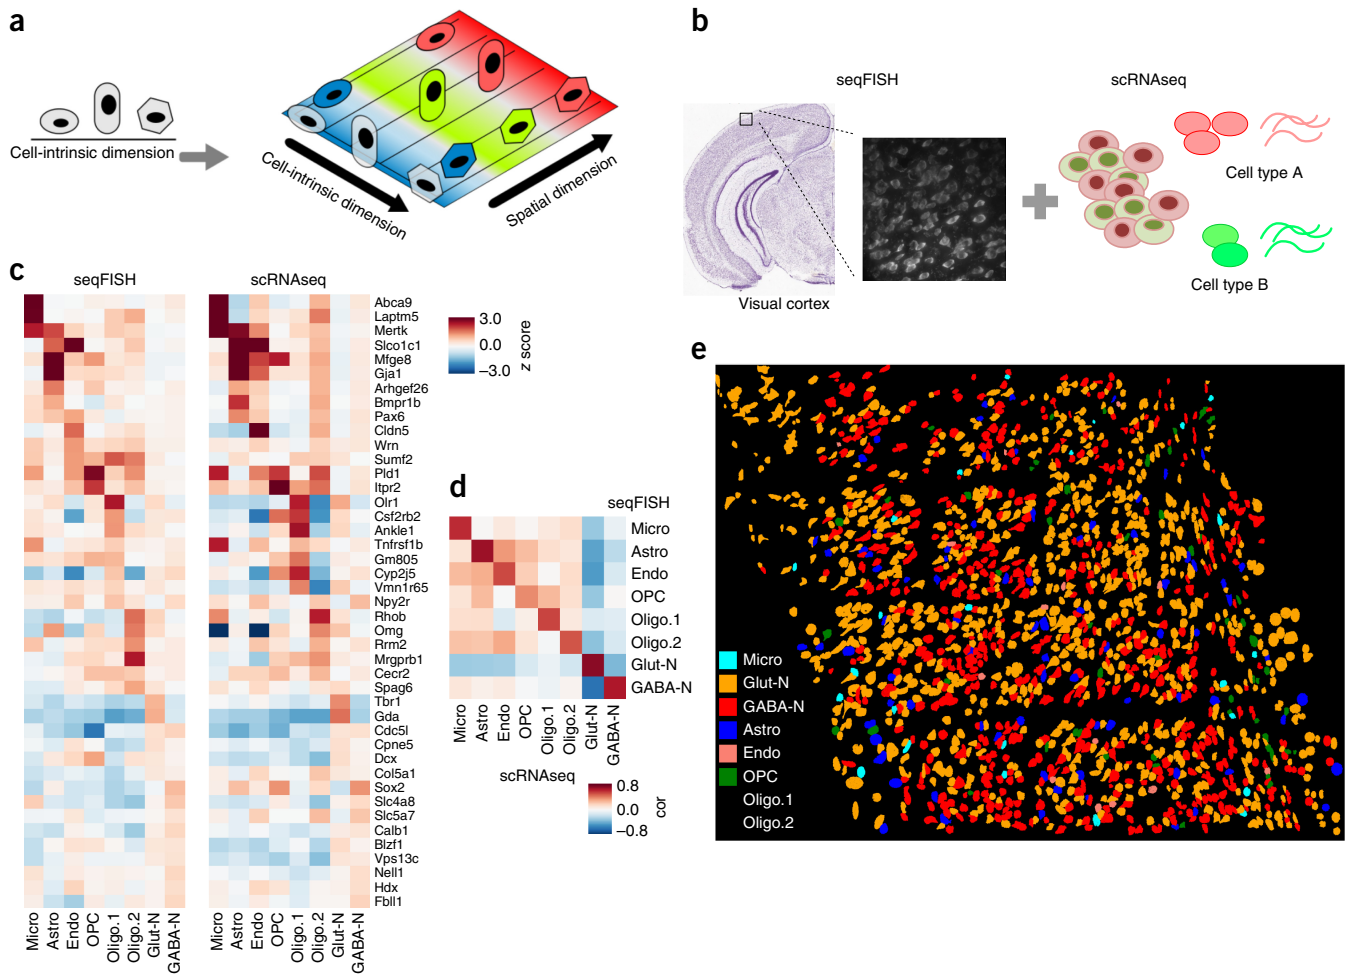 a
Cell-intrinsic dimension
Cell-intrinsic dimension
Spatial dimension
b
seqFISH
scRNAseq
Visual cortex
Cell type A
Cell type B
c
seqFISH
scRNAseq
Abca9
Laptm5
Mertk
Slco1c1
Mfge8
Gja1
Arhgef26
Bmpr1b
Pax6
Cldn5
Wrn
Sumf2
Pld1
Itpr2
Olr1
Csf2rb2
Ankle1
Tnfrsf1b
Gm805
Cyp2j5
Vmn1r65
Npy2r
Rhob
Omg
Rrm2
Mrgprb1
Cecr2
Spag6
Tbr1
Gda
Cdc5l
Cpne5
Dcx
Col5a1
Sox2
Slc4a8
Slc5a7
Calb1
Blzf1
Vps13c
Nell1
Hdx
Fbll1
Micro
Astro
Endo
OPC
Oligo.1
Oligo.2
Glut-N
GABA-N
Micro
Astro
Endo
OPC
Oligo.1
Oligo.2
Glut-N
GABA-N
3.0
0.0
−3.0
z score
d
seqFISH
Micro
Astro
Endo
OPC
Oligo.1
Oligo.2
Glut-N
GABA-N
Micro
Astro
Endo
OPC
Oligo.1
Oligo.2
Glut-N
GABA-N
scRNAseq
0.8
0.0
−0.8
cor
e
Micro
Glut-N
GABA-N
Astro
Endo
OPC
Oligo.1
Oligo.2